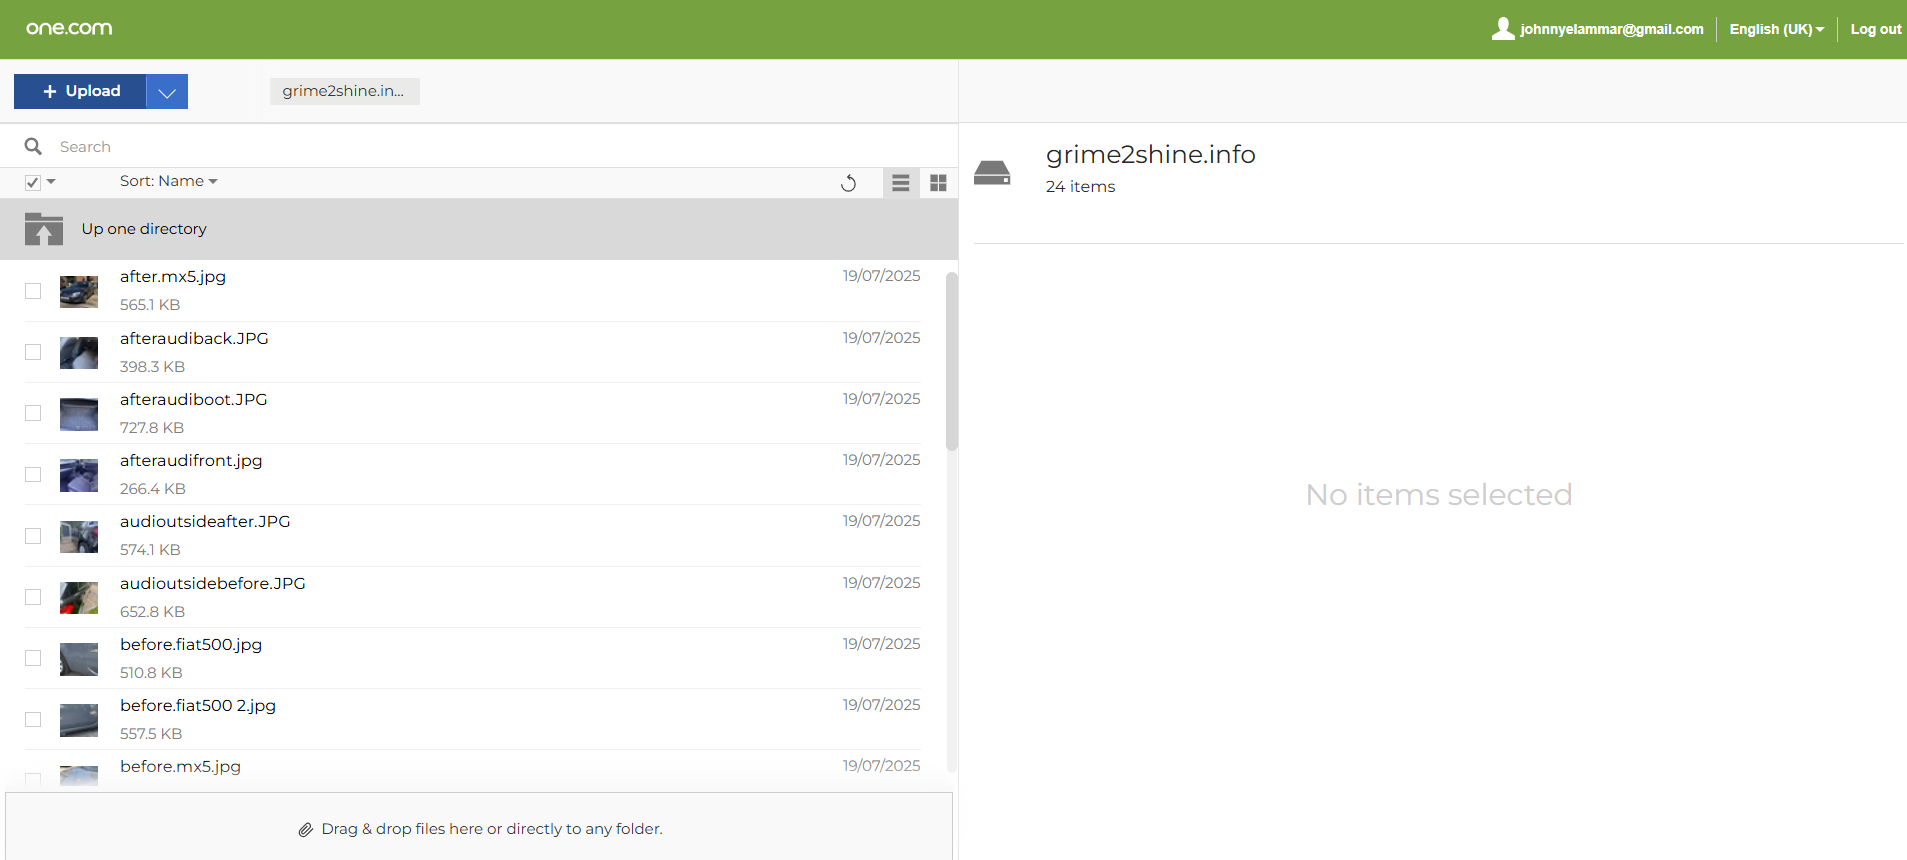 one.com
johnnyelammar@gmail.com
English (UK)
Log out
+ Upload
grime2shine.in...
Search
Sort: Name
Up one directory
after.mx5.jpg
19/07/2025
565.1 KB
afteraudiback.JPG
19/07/2025
398.3 KB
afteraudiboot.JPG
19/07/2025
727.8 KB
afteraudifront.jpg
19/07/2025
266.4 KB
audioutsideafter.JPG
19/07/2025
574.1 KB
audioutsidebefore.JPG
19/07/2025
652.8 KB
before.fiat500.jpg
19/07/2025
510.8 KB
before.fiat500 2.jpg
19/07/2025
557.5 KB
before.mx5.jpg
19/07/2025
Drag & drop files here or directly to any folder.
grime2shine.info
24 items
No items selected